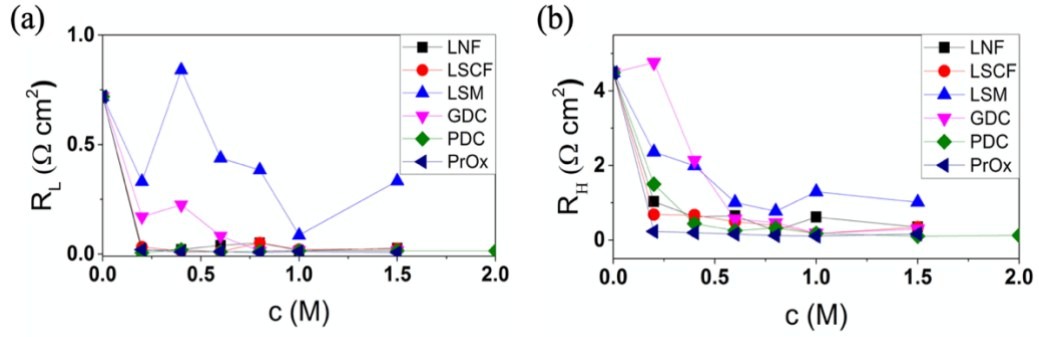 (a)
1.0
0.5
0.0
R_L (Ω cm²)
0.0 0.5 1.0 1.5 2.0
c (M)
LNF
LSCF
LSM
GDC
PDC
PrOx
(b)
4
2
0
R_H (Ω cm²)
0.0 0.5 1.0 1.5 2.0
c (M)
LNF
LSCF
LSM
GDC
PDC
PrOx